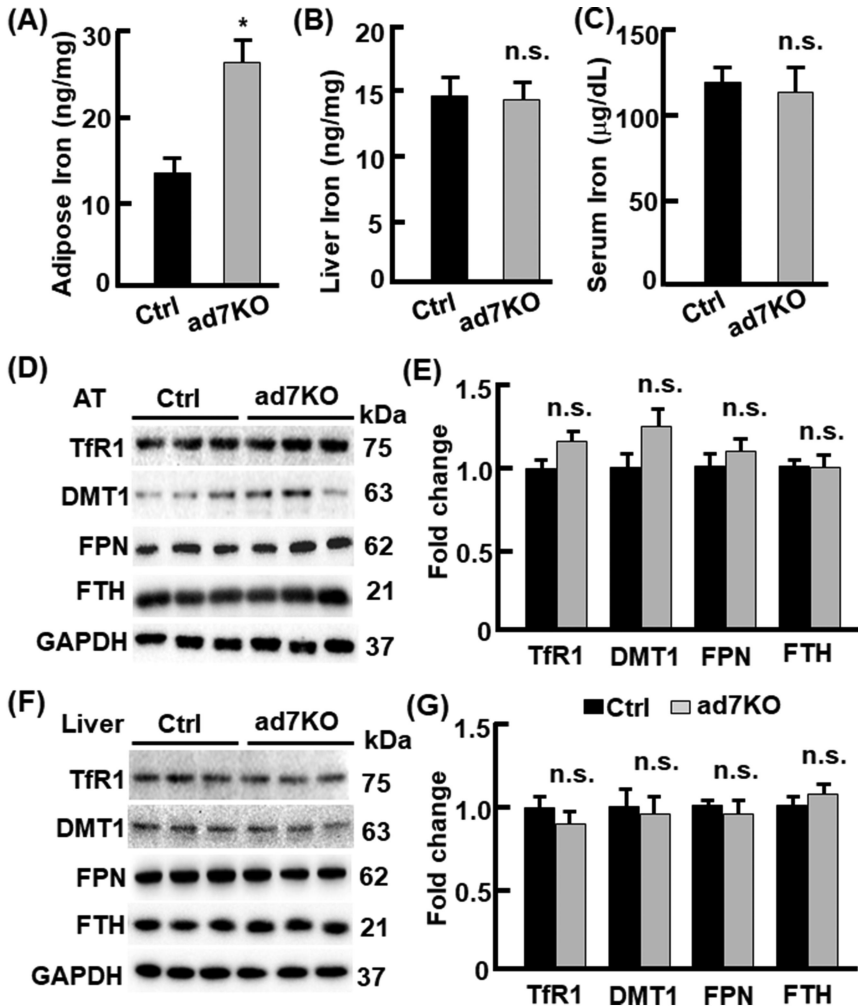 (A)
*
30
20
10
0
Adipose Iron (ng/mg)
Ctrl
ad7KO
(B)
n.s.
20
15
10
5
0
Liver Iron (ng/mg)
Ctrl
ad7KO
(C)
n.s.
150
100
50
0
Serum Iron (µg/dL)
Ctrl
ad7KO
(D)
AT Ctrl ad7KO kDa
TfR1 75
DMT1 63
FPN 62
FTH 21
GAPDH 37
(E)
1.5
1.0
0.5
0
Fold change
n.s. n.s. n.s. n.s.
TfR1 DMT1 FPN FTH
(F)
Liver Ctrl ad7KO kDa
TfR1 75
DMT1 63
FPN 62
FTH 21
GAPDH 37
(G)
Ctrl ad7KO
1.5
1.0
0.5
0
Fold change
n.s. n.s. n.s. n.s.
TfR1 DMT1 FPN FTH